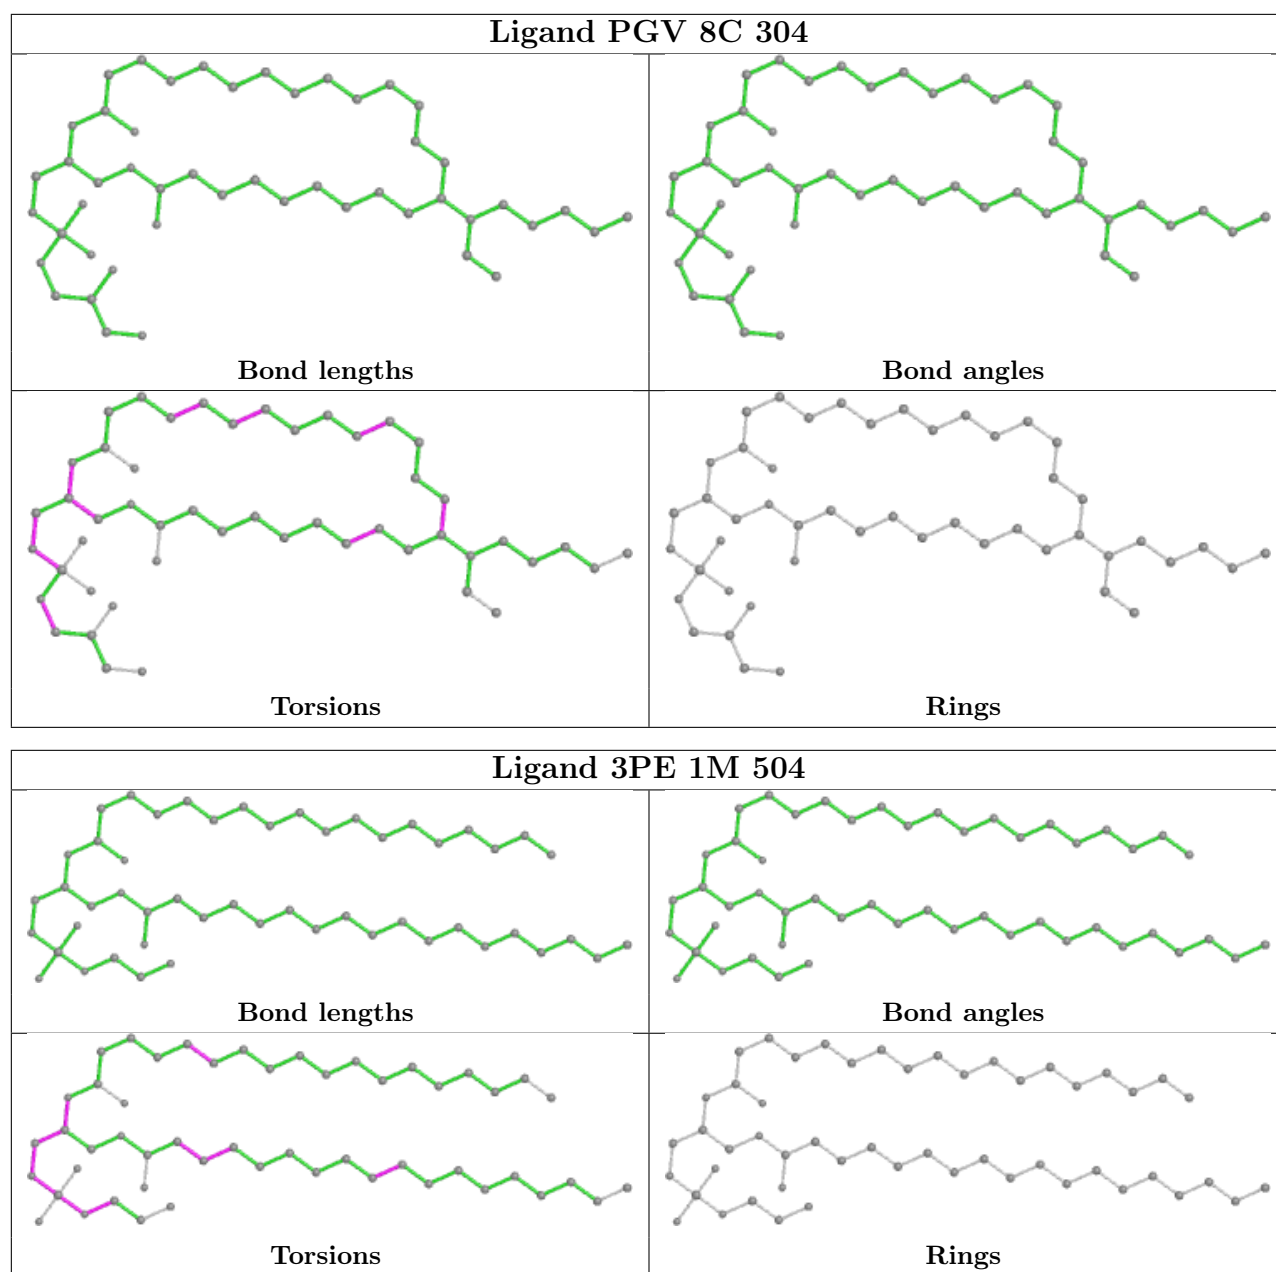 Ligand PGV 8C 304
Bond lengths
Bond angles
Torsions
Rings
Ligand 3PE 1M 504
Bond lengths
Bond angles
Torsions
Rings